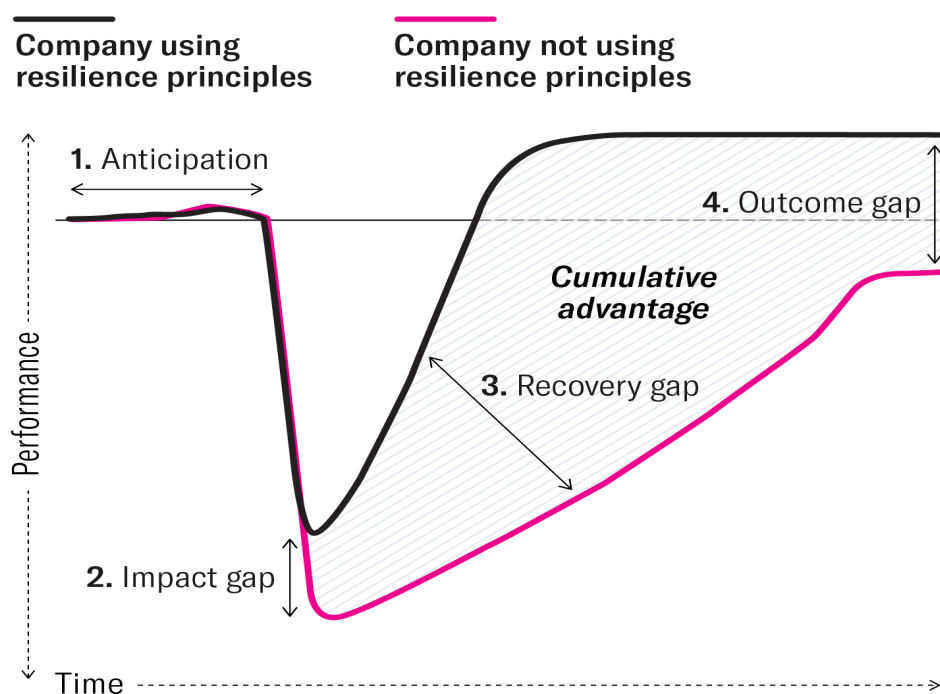 Company using
resilience principles
Company not using
resilience principles
1. Anticipation
4. Outcome gap
Cumulative
advantage
3. Recovery gap
Performance
2. Impact gap
Time